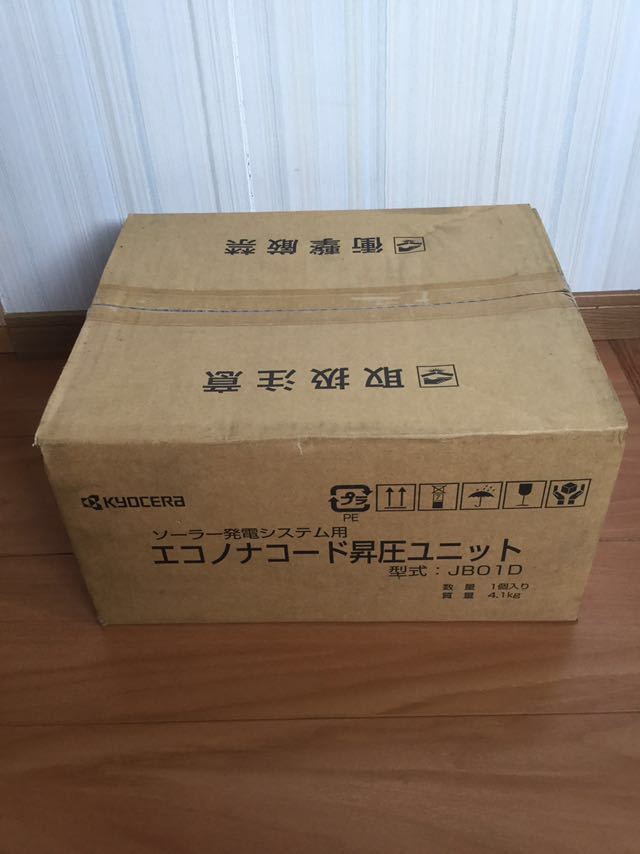 衝撃厳禁
取扱注意
KYOCERA
プラ
PE
ソーラー発電システム用
エコノナコード昇圧ユニット
型式：JB01D
数量 1個入り
質量 4.1kg